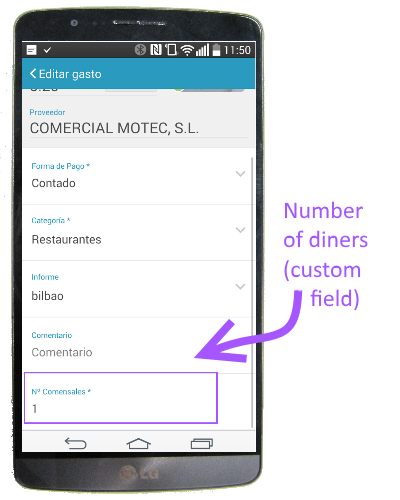 11:50
Editar gasto
Proveedor
COMERCIAL MOTEC, S.L.
Forma de Pago *
Contado
Categoría *
Restaurantes
Informe
bilbao
Comentario
Comentario
Nº Comensales *
1
Number
of diners
(custom
field)
LG